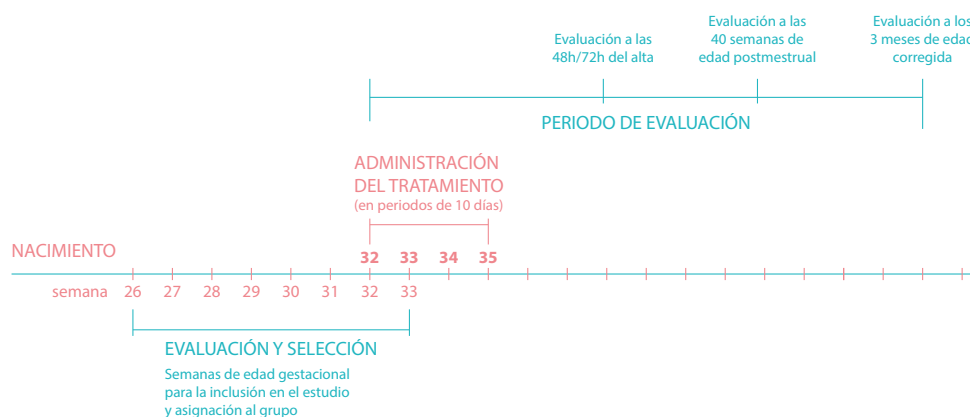 Evaluación a las
48h/72h del alta
Evaluación a las
40 semanas de
edad postmestrual
Evaluación a los
3 meses de edad
corregida
PERIODO DE EVALUACIÓN
ADMINISTRACIÓN
DEL TRATAMIENTO
(en periodos de 10 días)
32 33 34 35
NACIMIENTO
semana 26 27 28 29 30 31 32 33
EVALUACIÓN Y SELECCIÓN
Semanas de edad gestacional
para la inclusión en el estudio
y asignación al grupo